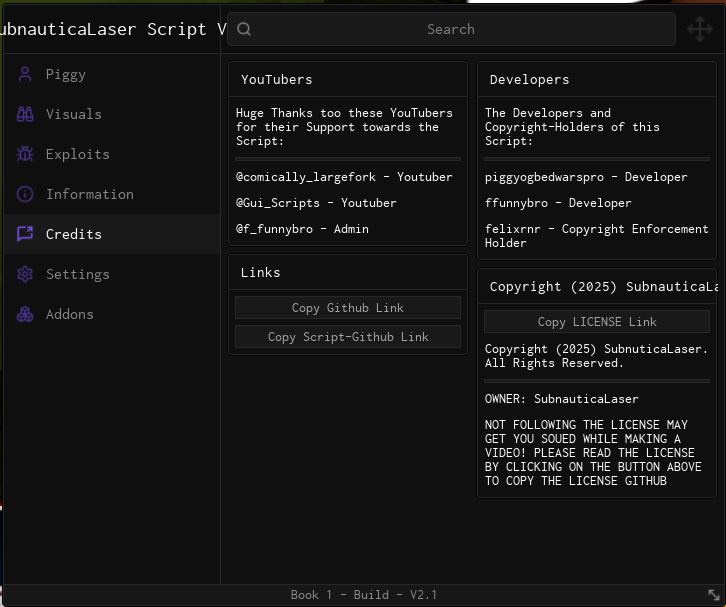 ubnauticaLaser Script V
Search
Piggy
Visuals
Exploits
Information
Credits
Settings
Addons
YouTubers
Huge Thanks too these YouTubers
for their Support towards the
Script:
@comically_largefork - Youtuber
@Gui_Scripts - Youtuber
@f_funnybro - Admin
Links
Copy Github Link
Copy Script-Github Link
Developers
The Developers and
Copyright-Holders of this
Script:
piggyogbedwarspro - Developer
ffunnybro - Developer
felixrnr - Copyright Enforcement
Holder
Copyright (2025) SubnauticaLa
Copy LICENSE Link
Copyright (2025) SubnuticaLaser.
All Rights Reserved.
OWNER: SubnauticaLaser
NOT FOLLOWING THE LICENSE MAY
GET YOU SOUED WHILE MAKING A
VIDEO! PLEASE READ THE LICENSE
BY CLICKING ON THE BUTTON ABOVE
TO COPY THE LICENSE GITHUB
Book 1 - Build - V2.1